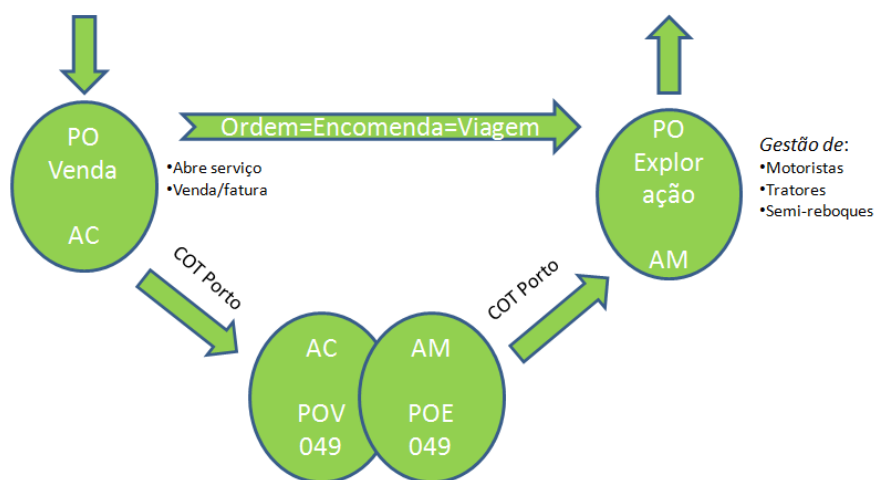 PO
Venda
AC
•Abre serviço
•Venda/fatura
Ordem=Encomenda=Viagem
PO
Explor
ação
AM
Gestão de:
•Motoristas
•Tratores
•Semi-reboques
COT Porto
COT Porto
AC
POV
049
AM
POE
049